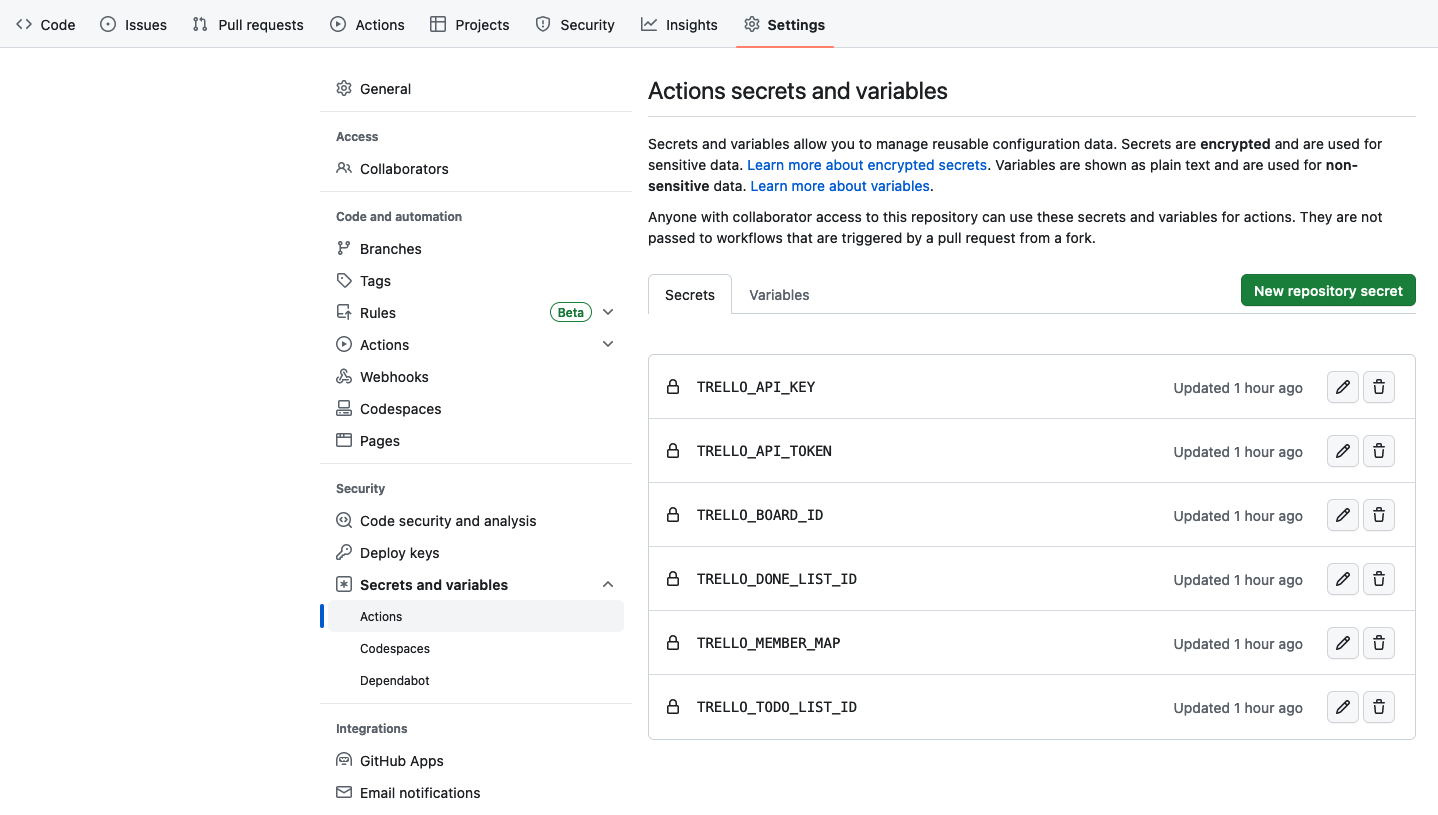 Code Issues Pull requests Actions Projects Security Insights Settings
General
Access
Collaborators
Code and automation
Branches
Tags
Rules Beta
Actions
Webhooks
Codespaces
Pages
Security
Code security and analysis
Deploy keys
Secrets and variables
Actions
Codespaces
Dependabot
Integrations
GitHub Apps
Email notifications
Actions secrets and variables
Secrets and variables allow you to manage reusable configuration data. Secrets are encrypted and are used for
sensitive data. Learn more about encrypted secrets. Variables are shown as plain text and are used for non-
sensitive data. Learn more about variables.
Anyone with collaborator access to this repository can use these secrets and variables for actions. They are not
passed to workflows that are triggered by a pull request from a fork.
Secrets Variables New repository secret
TRELLO_API_KEY Updated 1 hour ago
TRELLO_API_TOKEN Updated 1 hour ago
TRELLO_BOARD_ID Updated 1 hour ago
TRELLO_DONE_LIST_ID Updated 1 hour ago
TRELLO_MEMBER_MAP Updated 1 hour ago
TRELLO_TODO_LIST_ID Updated 1 hour ago